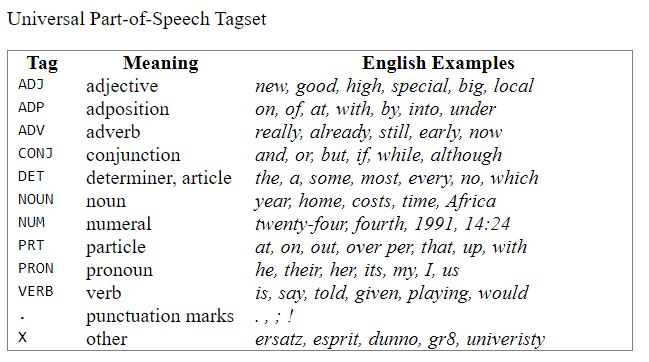 Universal Part-of-Speech Tagset
Tag Meaning English Examples
ADJ adjective new, good, high, special, big, local
ADP adposition on, of, at, with, by, into, under
ADV adverb really, already, still, early, now
CONJ conjunction and, or, but, if, while, although
DET determiner, article the, a, some, most, every, no, which
NOUN noun year, home, costs, time, Africa
NUM numeral twenty-four, fourth, 1991, 14:24
PRT particle at, on, out, over per, that, up, with
PRON pronoun he, their, her, its, my, I, us
VERB verb is, say, told, given, playing, would
. punctuation marks . , ; !
X other ersatz, esprit, dunno, gr8, univeristy